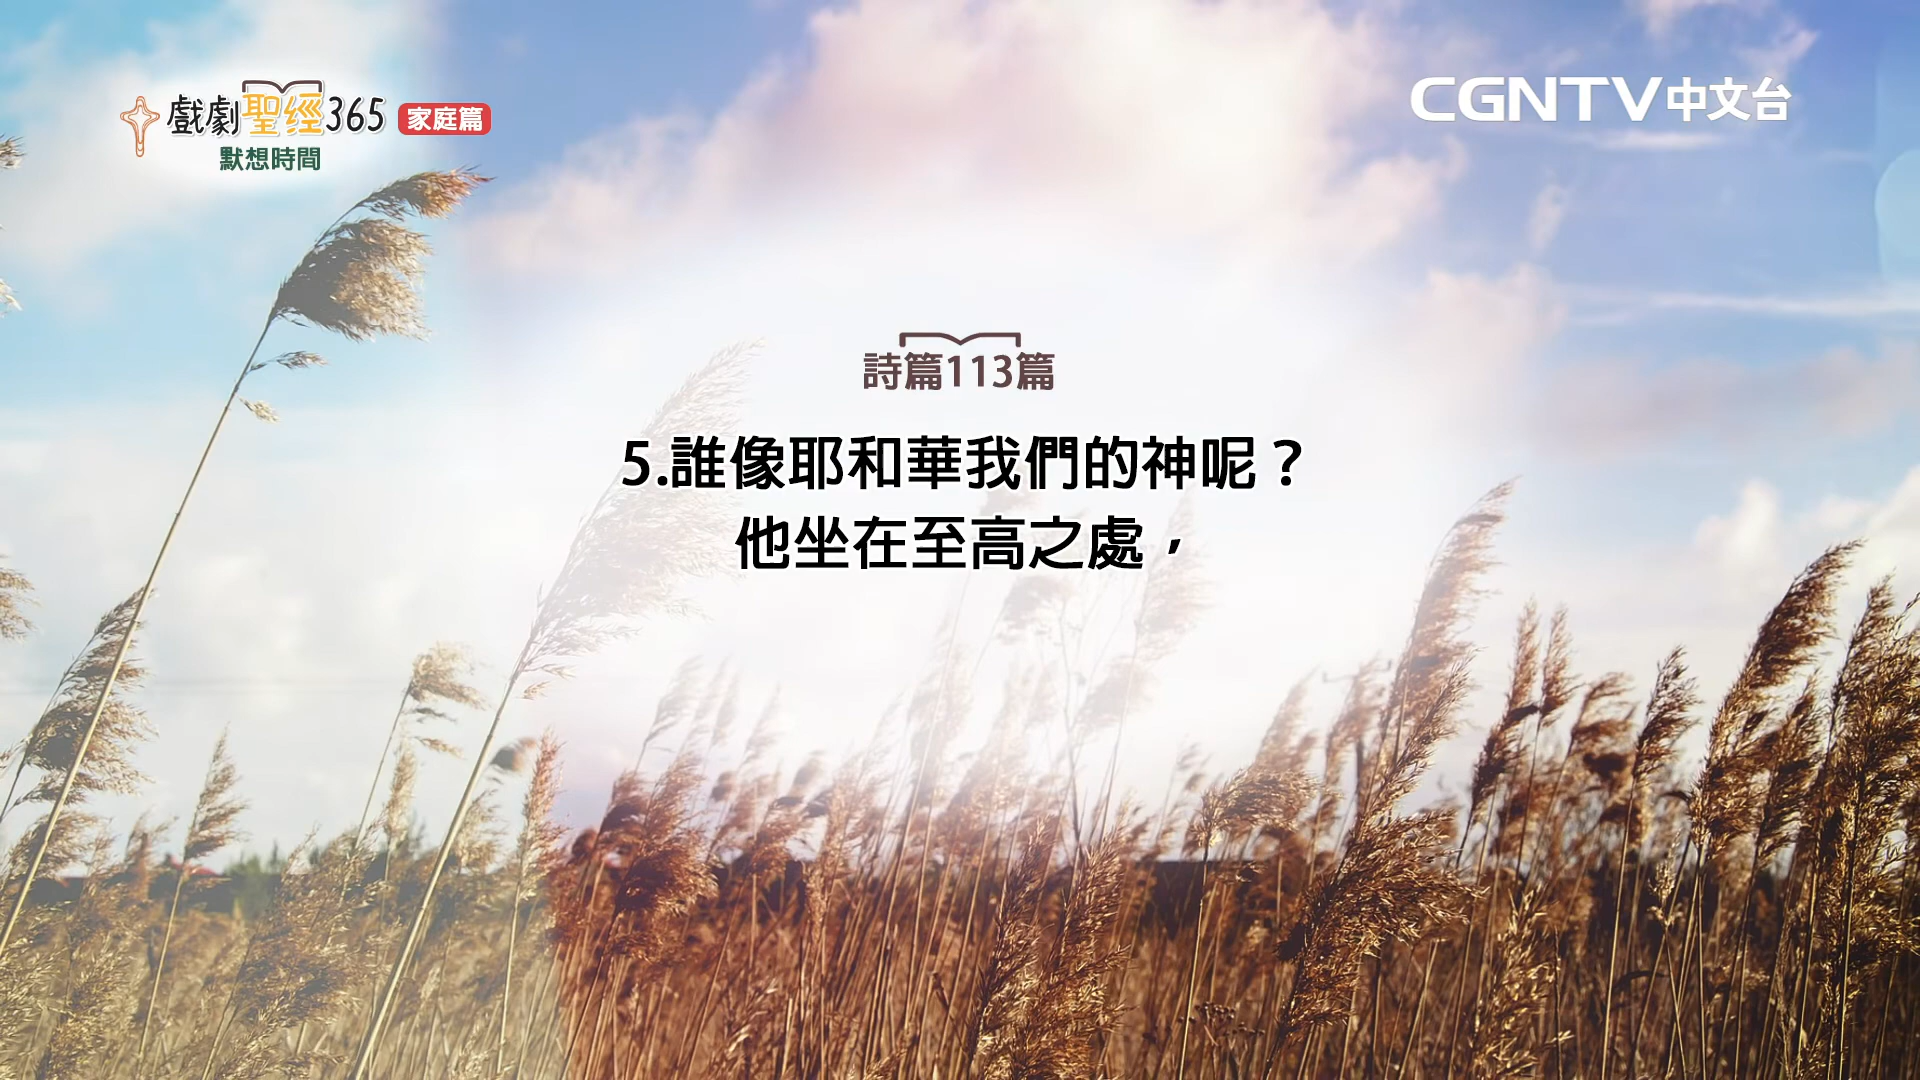 戲劇聖經365 家庭篇
默想時間
CGNTV中文台
詩篇113篇
5.誰像耶和華我們的神呢？
他坐在至高之處，